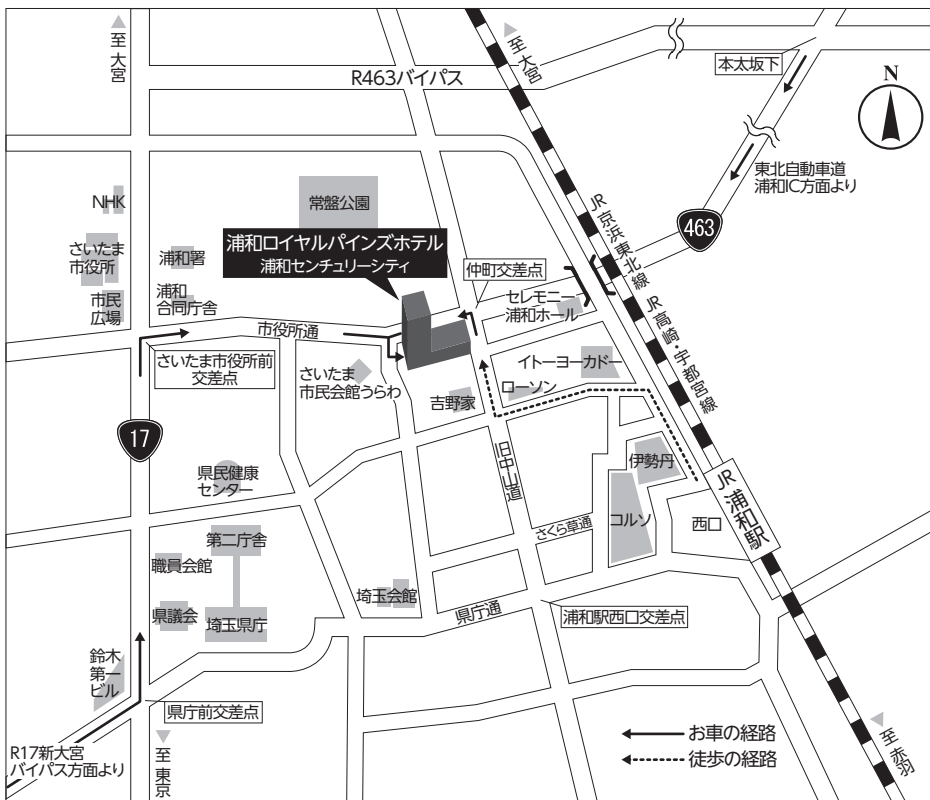 至 大宮
至 大宮
R463バイパス
本太坂下
N
東北自動車道
浦和IC方面より
463
JR 京浜東北線
JR 高崎・宇都宮線
NHK
常盤公園
さいたま
市役所
浦和署
浦和ロイヤルパインズホテル
浦和センチュリーシティ
仲町交差点
市民
広場
浦和
合同庁舎
セレモニー
浦和ホール
市役所通
さいたま市役所前
交差点
さいたま
市民会館うらわ
イトーヨーカドー
ローソン
吉野家
17
旧中山道
伊勢丹
県民健康
センター
コルソ
西口
JR 浦和駅
さくら草通
第二庁舎
職員会館
埼玉会館
県議会
埼玉県庁
県庁通
浦和駅西口交差点
鈴木
第一
ビル
県庁前交差点
R17新大宮
バイパス方面より
至 東京
お車の経路
徒歩の経路
至 赤羽